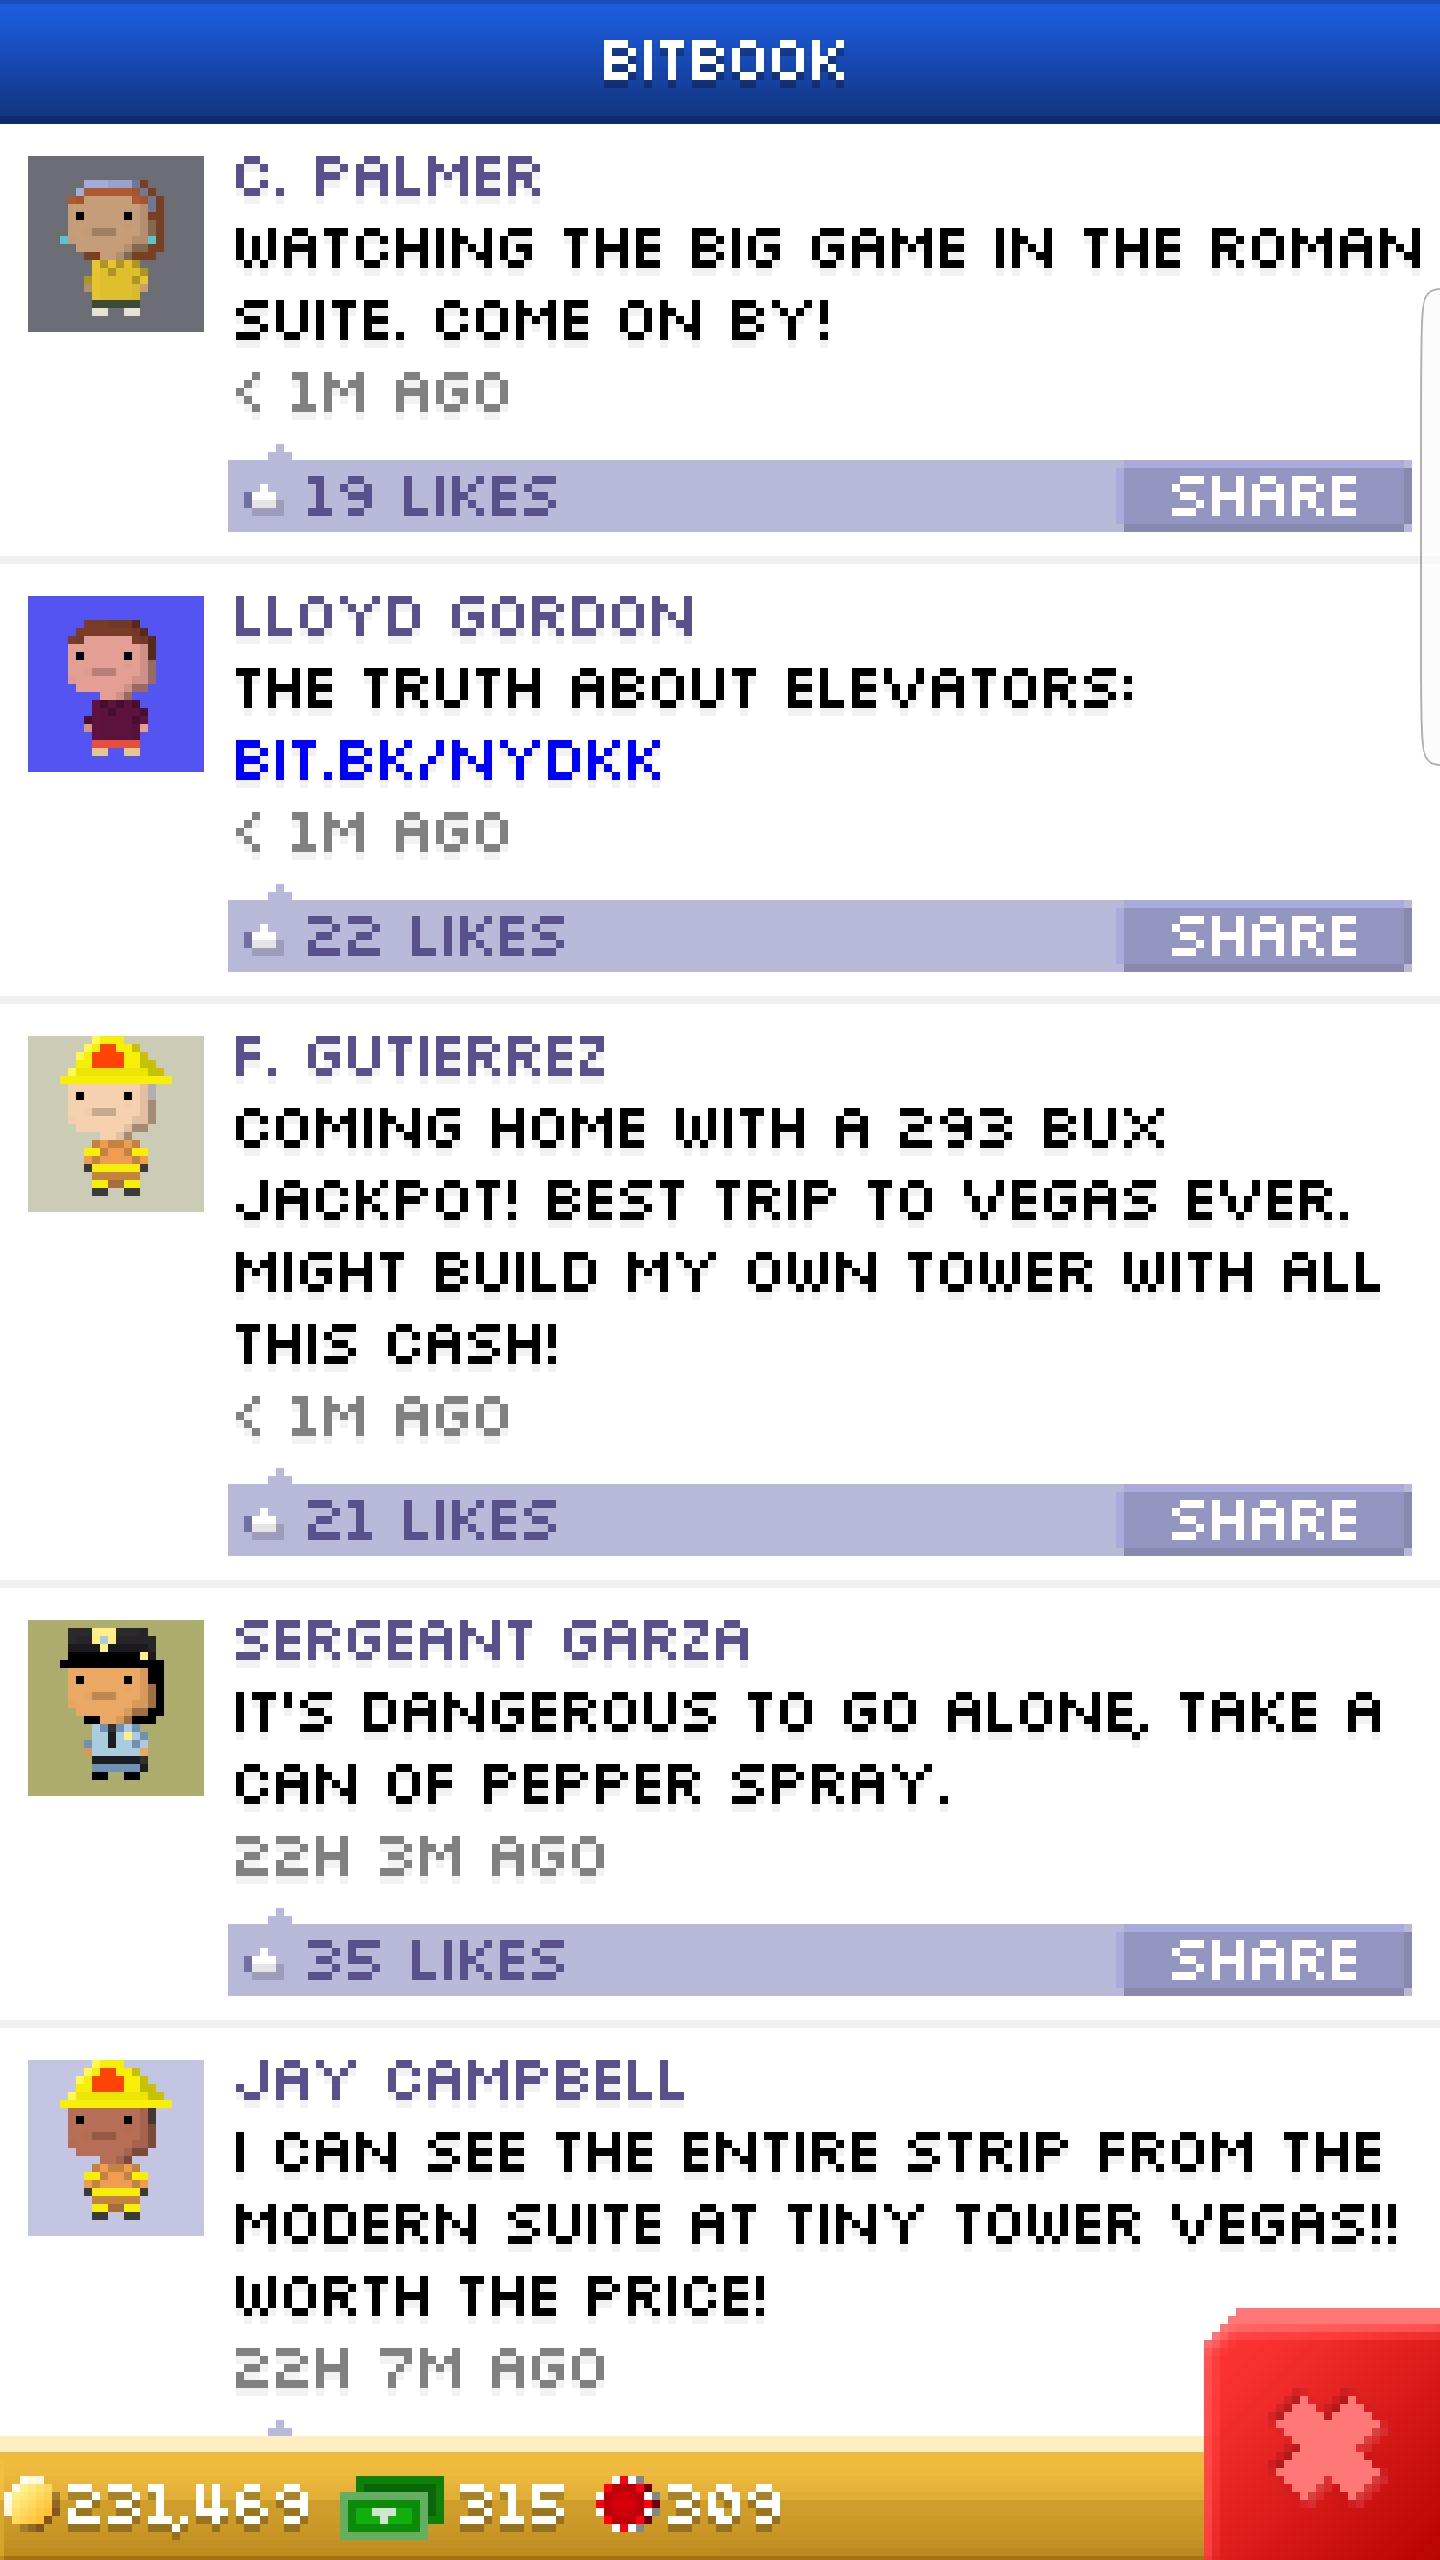 BITBOOK
C. PALMER
WATCHING THE BIG GAME IN THE ROMAN
SUITE. COME ON BY!
< 1M AGO
19 LIKES
SHARE
LLOYD GORDON
THE TRUTH ABOUT ELEVATORS:
BIT.BK/NYDKK
< 1M AGO
22 LIKES
SHARE
F. GUTIERREZ
COMING HOME WITH A 293 BUX
JACKPOT! BEST TRIP TO VEGAS EVER.
MIGHT BUILD MY OWN TOWER WITH ALL
THIS CASH!
< 1M AGO
21 LIKES
SHARE
SERGEANT GARZA
IT'S DANGEROUS TO GO ALONE, TAKE A
CAN OF PEPPER SPRAY.
22H 3M AGO
35 LIKES
SHARE
JAY CAMPBELL
I CAN SEE THE ENTIRE STRIP FROM THE
MODERN SUITE AT TINY TOWER VEGAS!!
WORTH THE PRICE!
22H 7M AGO
231,469 315 309